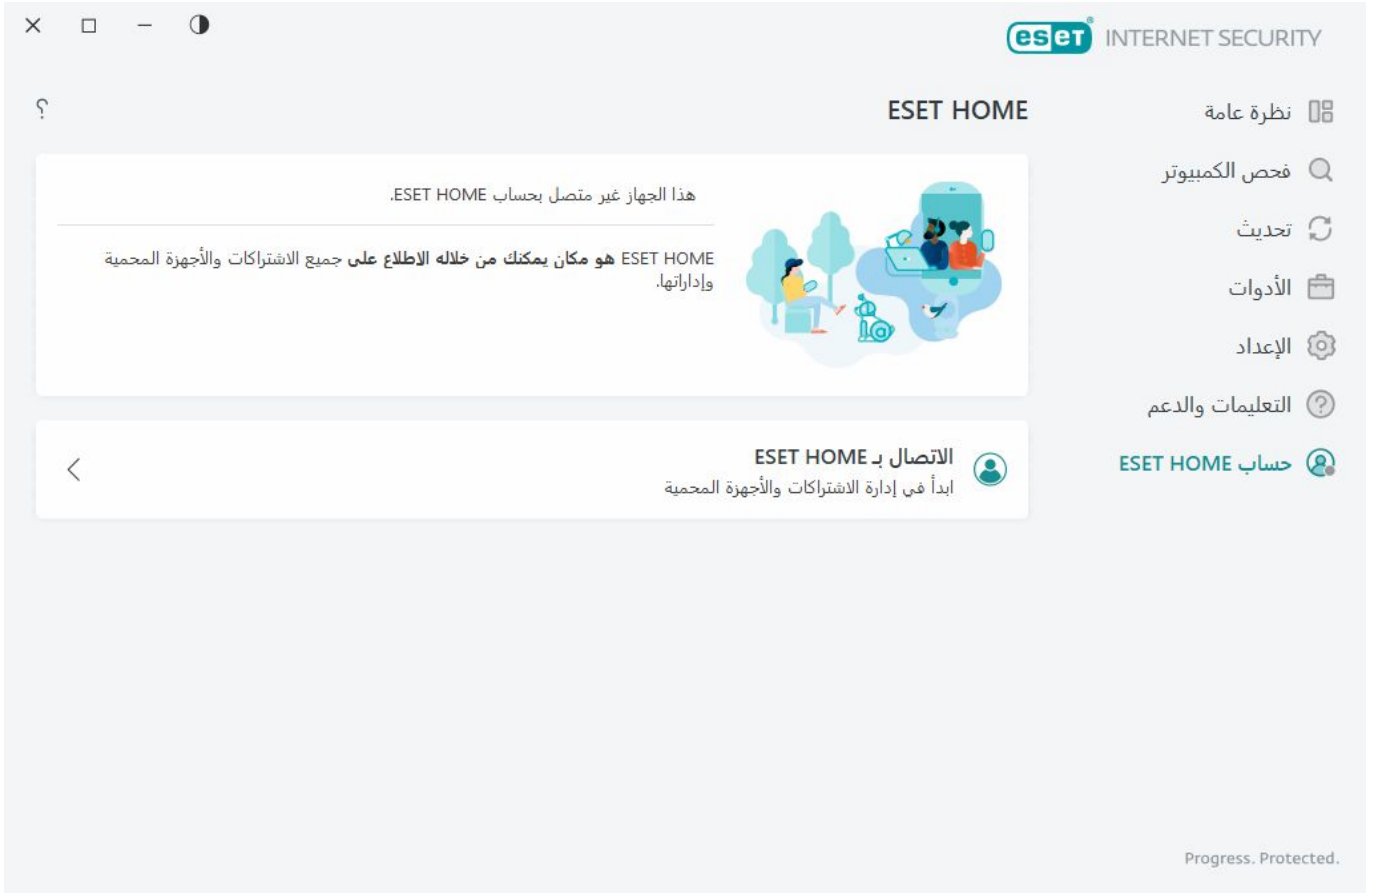 eset INTERNET SECURITY
نظرة عامة
فحص الكمبيوتر
تحديث
الأدوات
الإعداد
التعليمات والدعم
حساب ESET HOME
ESET HOME
؟
هذا الجهاز غير متصل بحساب ESET HOME.
ESET HOME هو مكان يمكنك من خلاله الاطلاع على جميع الاشتراكات والأجهزة المحمية
وإداراتها.
الاتصال بـ ESET HOME
ابدأ في إدارة الاشتراكات والأجهزة المحمية
Progress. Protected.